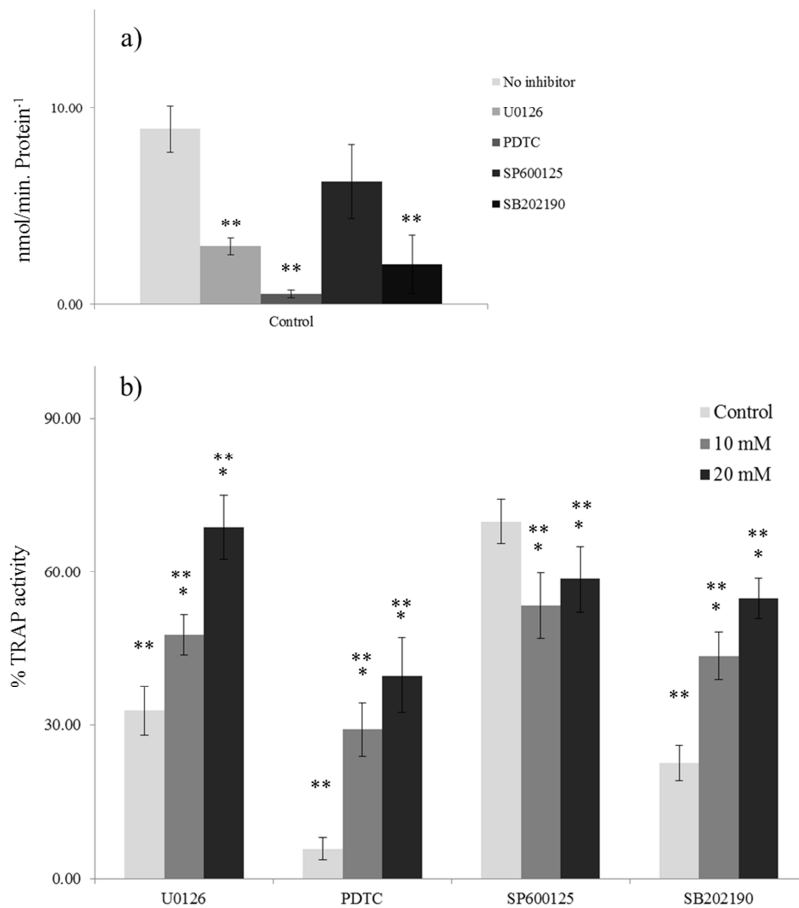 a)
nmol/min. Protein⁻¹
10.00
0.00
**
**
**
Control
No inhibitor
U0126
PDTC
SP600125
SB202190
b)
% TRAP activity
90.00
60.00
30.00
0.00
Control
10 mM
20 mM
**
**
*
**
*
**
**
*
**
*
**
*
**
*
**
**
*
**
*
U0126
PDTC
SP600125
SB202190